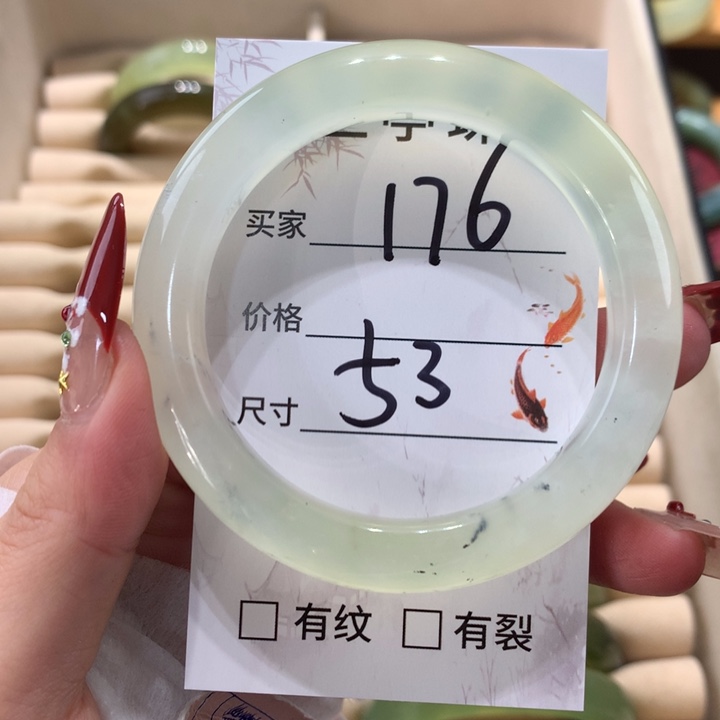 买家 176
价格
尺寸 53
有纹 有裂